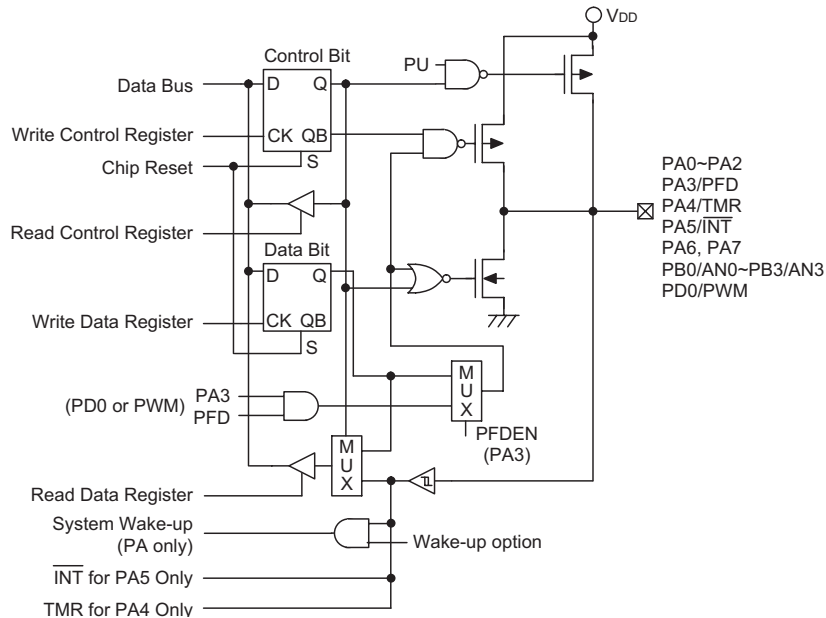 VDD
Control Bit
PU
Data Bus
D
Q
Write Control Register
CK
QB
Chip Reset
S
PA0~PA2
PA3/PFD
PA4/TMR
PA5/I̅N̅T̅
PA6, PA7
PB0/AN0~PB3/AN3
PD0/PWM
Read Control Register
Data Bit
D
Q
Write Data Register
CK
QB
S
PA3
(PD0 or PWM)
PFD
M
U
X
PFDEN
(PA3)
M
U
X
Read Data Register
System Wake-up
(PA only)
Wake-up option
I̅N̅T̅ for PA5 Only
TMR for PA4 Only